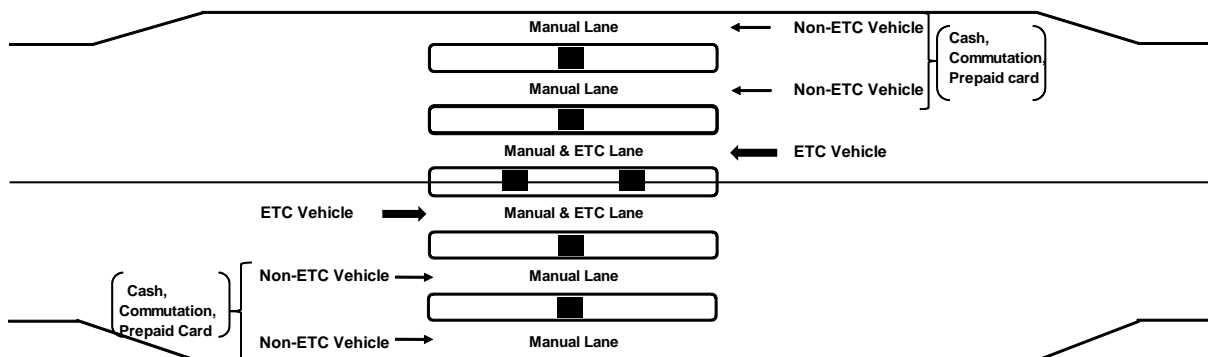 Manual Lane
Non-ETC Vehicle
Cash,
Commutation,
Prepaid card
Manual Lane
Non-ETC Vehicle
Manual & ETC Lane
ETC Vehicle
ETC Vehicle
Manual & ETC Lane
Non-ETC Vehicle
Manual Lane
Cash,
Commutation,
Prepaid Card
Non-ETC Vehicle
Manual Lane